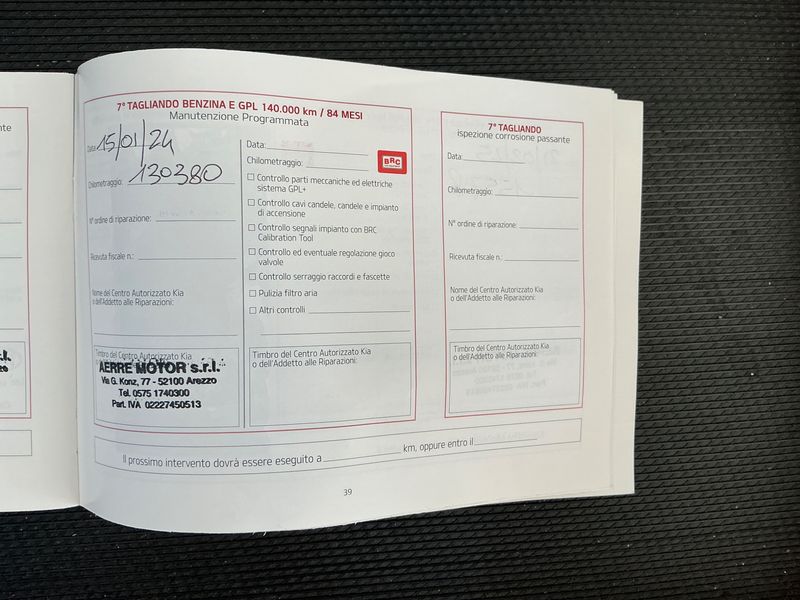 7ª TAGLIANDO BENZINA E GPL 140.000 km / 84 MESI
Manutenzione Programmata
Data: 15/01/24
Chilometraggio: 130380
N° ordine di riparazione:
Ricevuta fiscale n.:
Nome del Centro Autorizzato Kia
o dell'Addetto alle Riparazioni:
Timbro del Centro Autorizzato Kia
AERRE MOTOR s.r.l.
Via G. Konz, 77 - 52100 Arezzo
Tel. 0575 1740300
Part. IVA 02227450513
Data:
Chilometraggio:
BRC
Controllo parti meccaniche ed elettriche
sistema GPL+
Controllo cavi candele, candele e impianto
di accensione
Controllo segnali impianto con BRC
Calibration Tool
Controllo ed eventuale regolazione gioco
valvole
Controllo serraggio raccordi e fascette
Pulizia filtro aria
Altri controlli
Timbro del Centro Autorizzato Kia
o dell'Addetto alle Riparazioni:
7ª TAGLIANDO
ispezione corrosione passante
Data:
Chilometraggio:
N° ordine di riparazione:
Ricevuta fiscale n.:
Nome del Centro Autorizzato Kia
o dell'Addetto alle Riparazioni:
Timbro del Centro Autorizzato Kia
o dell'Addetto alle Riparazioni:
Il prossimo intervento dovrà essere eseguito a km, oppure entro il
39